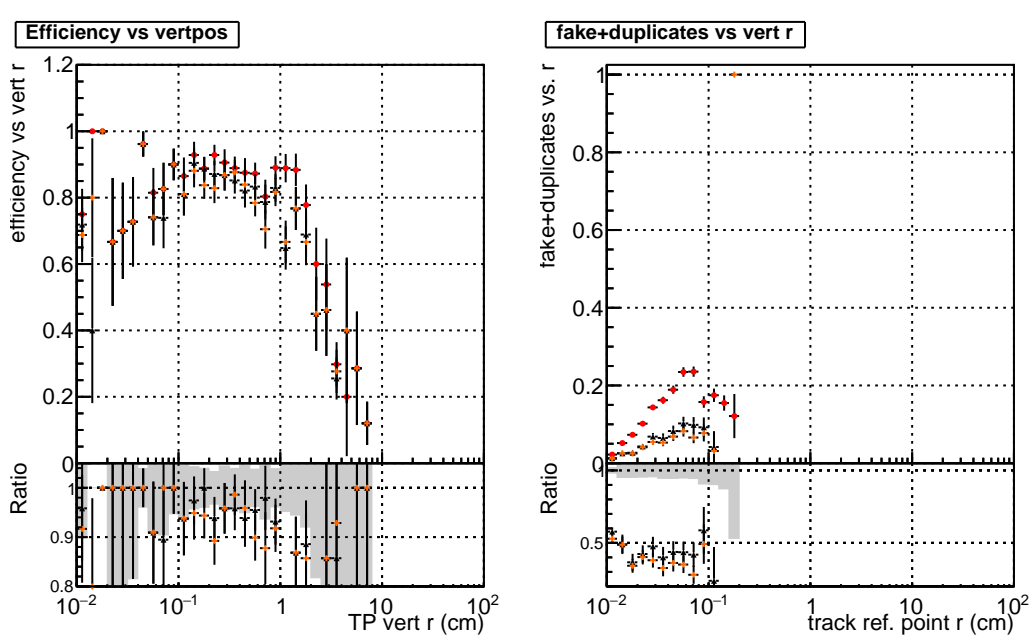 Efficiency vs vertpos
efficiency vs vert r
1.2
1
0.8
0.6
0.4
0.2
0
Ratio
1
0.9
0.8
10⁻² 10⁻¹ 1 10 10²
TP vert r (cm)
fake+duplicates vs vert r
fake+duplicates vs. r
1
0.8
0.6
0.4
0.2
0
Ratio
0.5
10⁻² 10⁻¹ 1 10 10²
track ref. point r (cm)